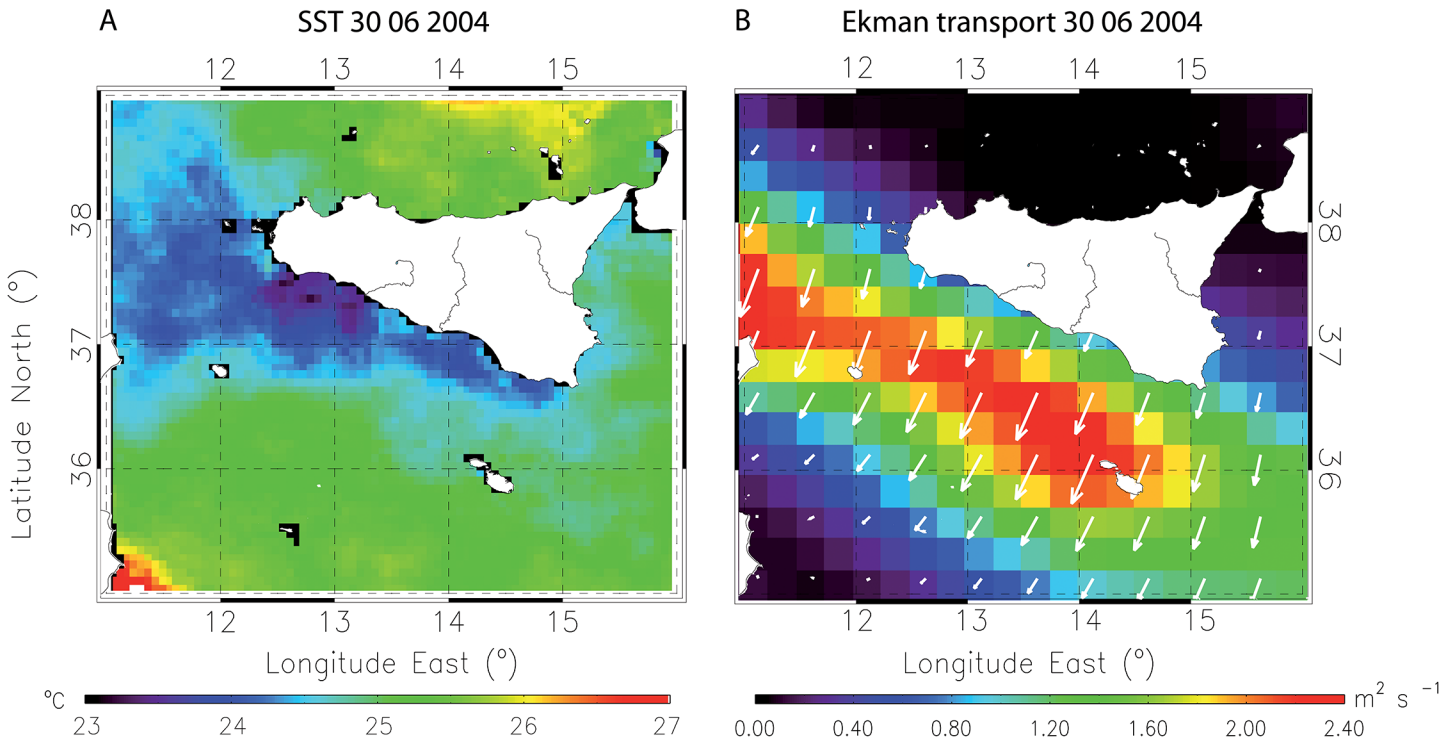 A SST 30 06 2004
B Ekman transport 30 06 2004
12 13 14 15
12 13 14 15
38
37
36
Latitude North (°)
38
37
36
12 13 14 15
12 13 14 15
Longitude East (°)
Longitude East (°)
°C
23 24 25 26 27
m² s⁻¹
0.00 0.40 0.80 1.20 1.60 2.00 2.40